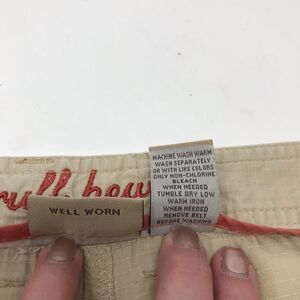 MACHINE WASH WARM
WASH SEPARATELY
OR WITH LIKE COLORS
ONLY NON-CHLORINE
BLEACH
WHEN NEEDED
TUMBLE DRY LOW
WARM IRON
WHEN NEEDED
REMOVE BELT
BEFORE WASHING
WELL WORN